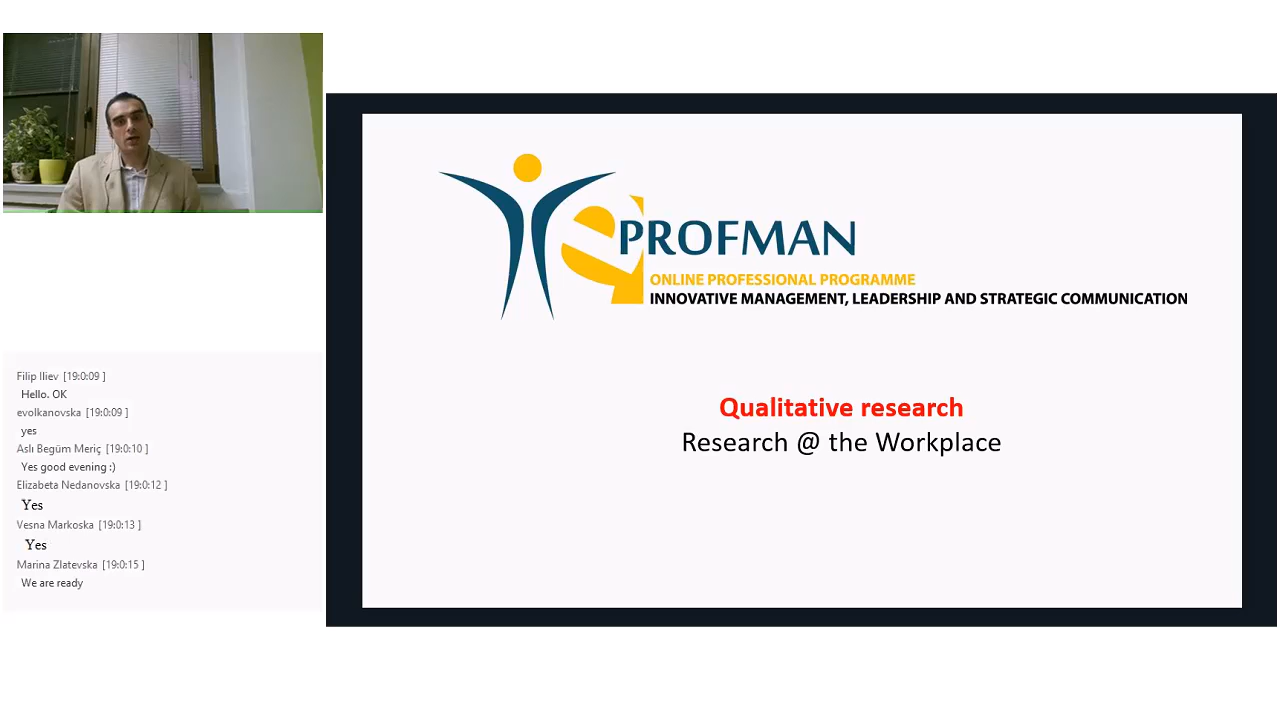 PROFMAN
ONLINE PROFESSIONAL PROGRAMME
INNOVATIVE MANAGEMENT, LEADERSHIP AND STRATEGIC COMMUNICATION
Qualitative research
Research @ the Workplace
Filip Iliev [19:0:09 ]
Hello. OK
evolkanovska [19:0:09 ]
yes
Aslı Begüm Meriç [19:0:10 ]
Yes good evening :)
Elizabeta Nedanovska [19:0:12 ]
Yes
Vesna Markoska [19:0:13 ]
Yes
Marina Zlatevska [19:0:15 ]
We are ready